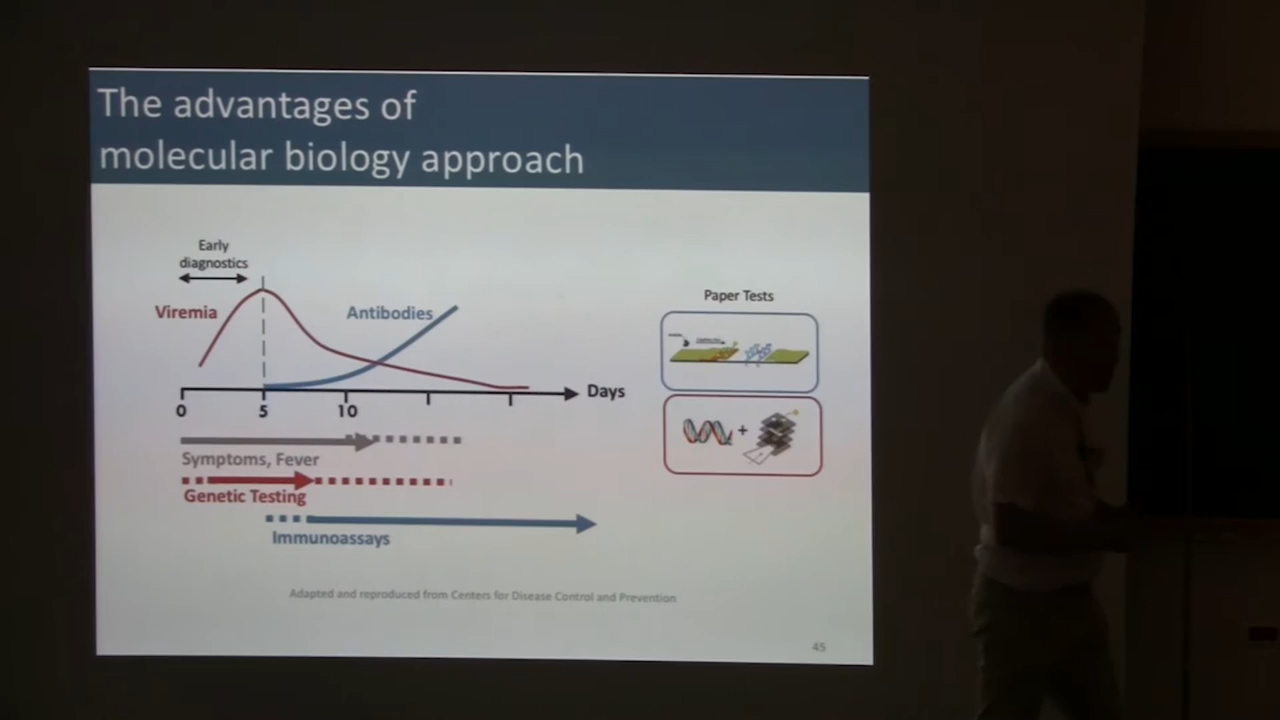 The advantages of
molecular biology approach
Early
diagnostics
Viremia
Antibodies
Days
0
5
10
Symptoms, Fever
Genetic Testing
Immunoassays
Paper Tests
+
Adapted and reproduced from Centers for Disease Control and Prevention
45